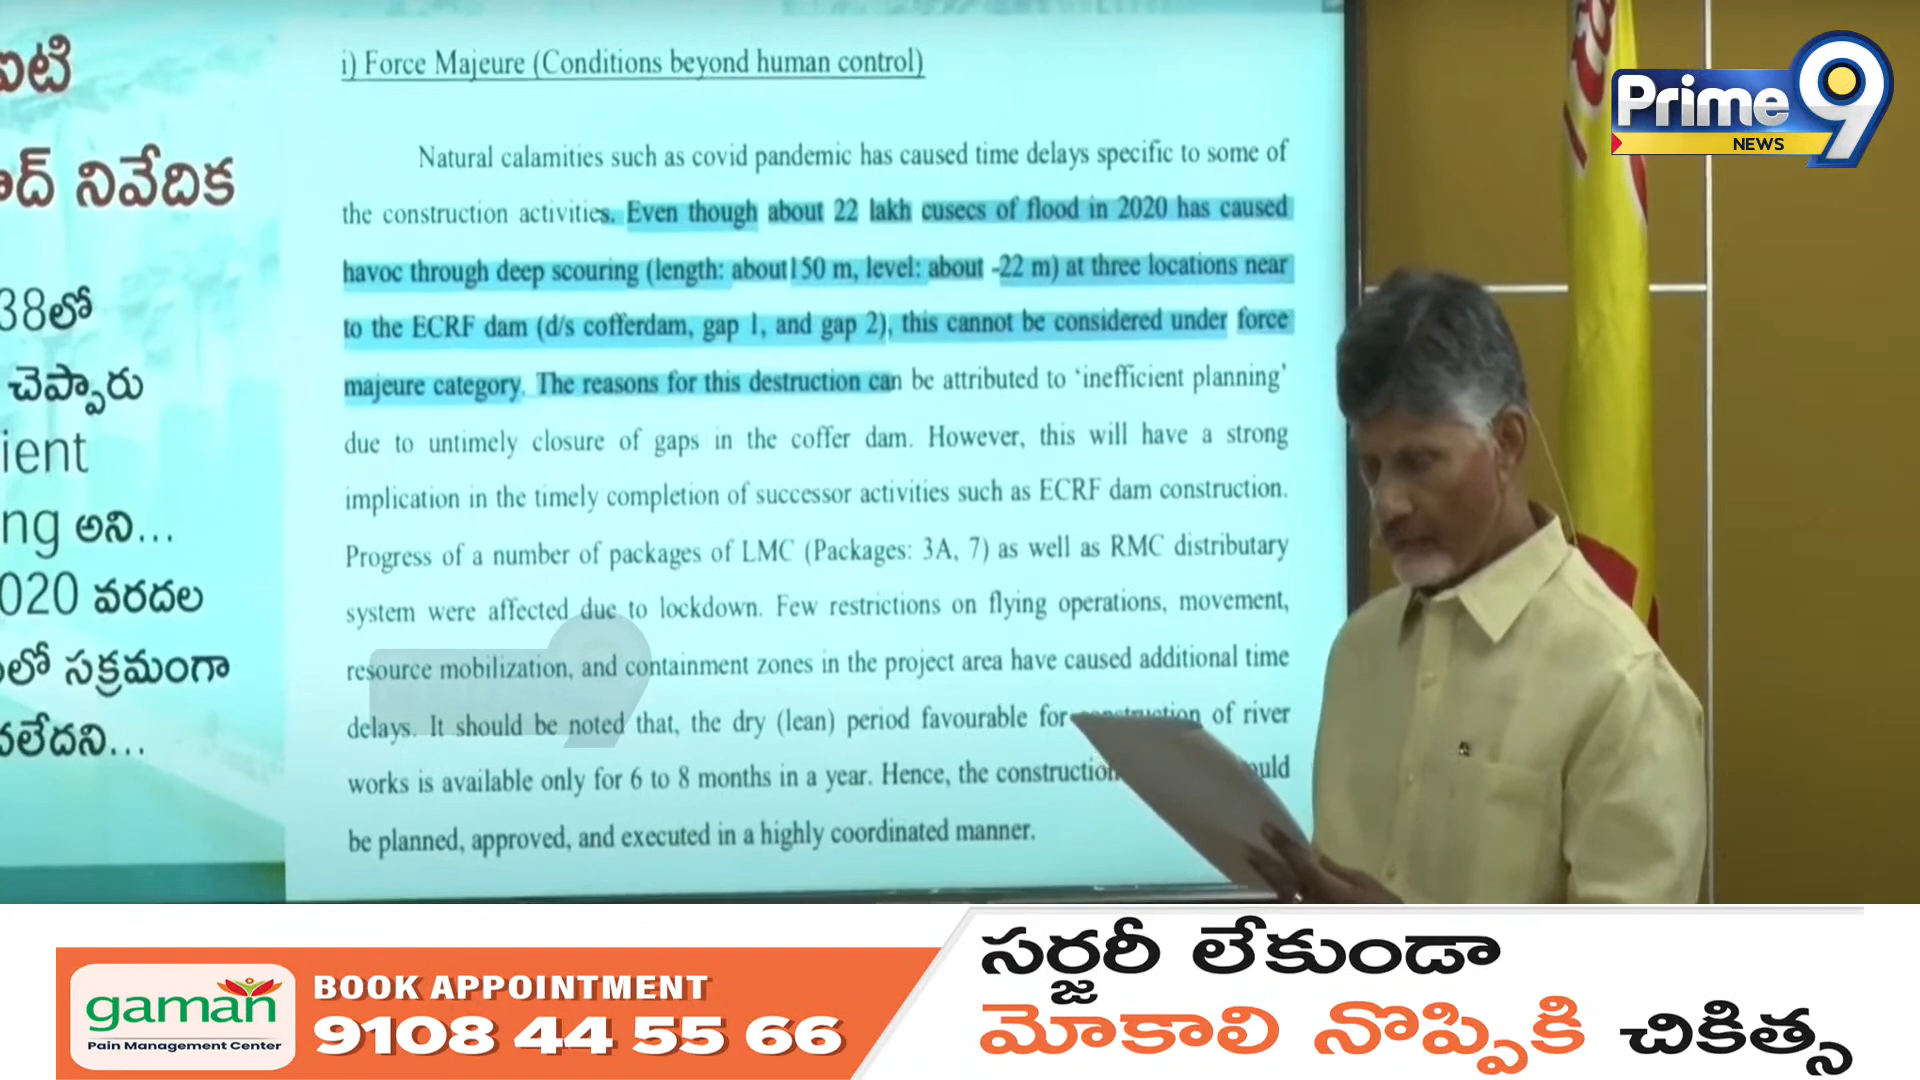 ఐటి
నివేదిక
38లో
చెప్పారు
ient
ng అని...
020 వరదల
లో సక్రమంగా
...
i) Force Majeure (Conditions beyond human control)
Natural calamities such as covid pandemic has caused time delays specific to some of
the construction activities. Even though about 22 lakh cusecs of flood in 2020 has caused
havoc through deep scouring (length: about150 m, level: about -22 m) at three locations near
to the ECRF dam (d/s cofferdam, gap 1, and gap 2), this cannot be considered under force
majeure category. The reasons for this destruction can be attributed to ‘inefficient planning’
due to untimely closure of gaps in the coffer dam. However, this will have a strong
implication in the timely completion of successor activities such as ECRF dam construction.
Progress of a number of packages of LMC (Packages: 3A, 7) as well as RMC distributary
system were affected due to lockdown. Few restrictions on flying operations, movement,
resource mobilization, and containment zones in the project area have caused additional time
delays. It should be noted that, the dry (lean) period favourable for construction of river
works is available only for 6 to 8 months in a year. Hence, the construction
be planned, approved, and executed in a highly coordinated manner.
Prime9
NEWS
gaman
Pain Management Center
BOOK APPOINTMENT
9108 44 55 66
సర్జరీ లేకుండా
మోకాలి నొప్పికి చికిత్స